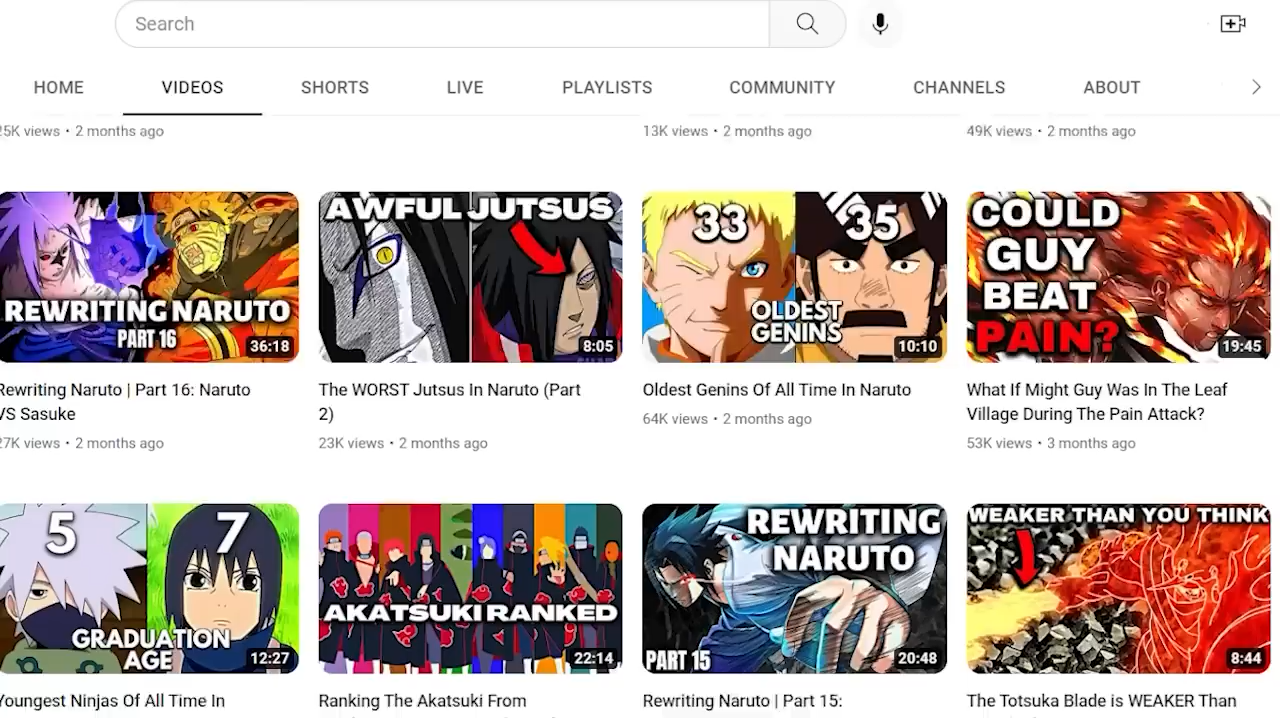 Search
HOME VIDEOS SHORTS LIVE PLAYLISTS COMMUNITY CHANNELS ABOUT
25K views • 2 months ago
13K views • 2 months ago
49K views • 2 months ago
REWRITING NARUTO
PART 16
36:18
AWFUL JUTSUS
8:05
33 35
OLDEST
GENINS
10:10
COULD
GUY
BEAT
PAIN?
19:45
Rewriting Naruto | Part 16: Naruto
VS Sasuke
27K views • 2 months ago
The WORST Jutsus In Naruto (Part
2)
23K views • 2 months ago
Oldest Genins Of All Time In Naruto
64K views • 2 months ago
What If Might Guy Was In The Leaf
Village During The Pain Attack?
53K views • 3 months ago
5 7
GRADUATION
AGE
12:27
AKATSUKI RANKED
22:14
REWRITING
NARUTO
PART 15
20:48
WEAKER THAN YOU THINK
8:44
Youngest Ninjas Of All Time In
Ranking The Akatsuki From
Rewriting Naruto | Part 15:
The Totsuka Blade is WEAKER Than